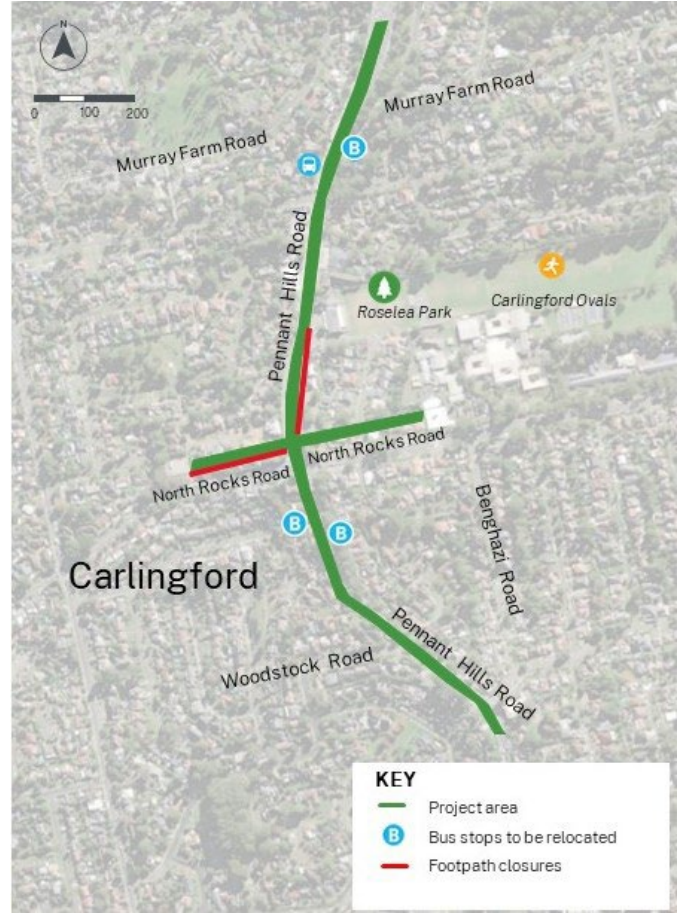 N
0 100 200
Murray Farm Road
Murray Farm Road
B
Pennant Hills Road
Roselea Park
Carlingford Ovals
North Rocks Road
North Rocks Road
B
B
Benghazi Road
Carlingford
Pennant Hills Road
Woodstock Road
KEY
Project area
B Bus stops to be relocated
Footpath closures